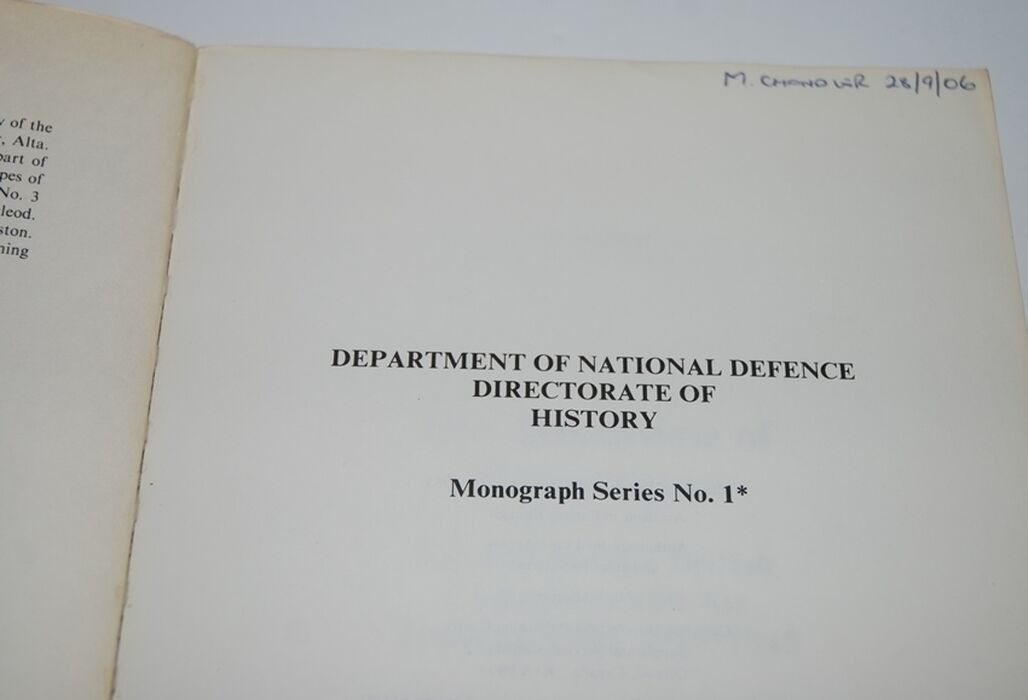 y of the
, Alta.
part of
pes of
No. 3
leod.
ston.
ning
M. CHANDLER 28/9/06
DEPARTMENT OF NATIONAL DEFENCE
DIRECTORATE OF
HISTORY
Monograph Series No. 1*